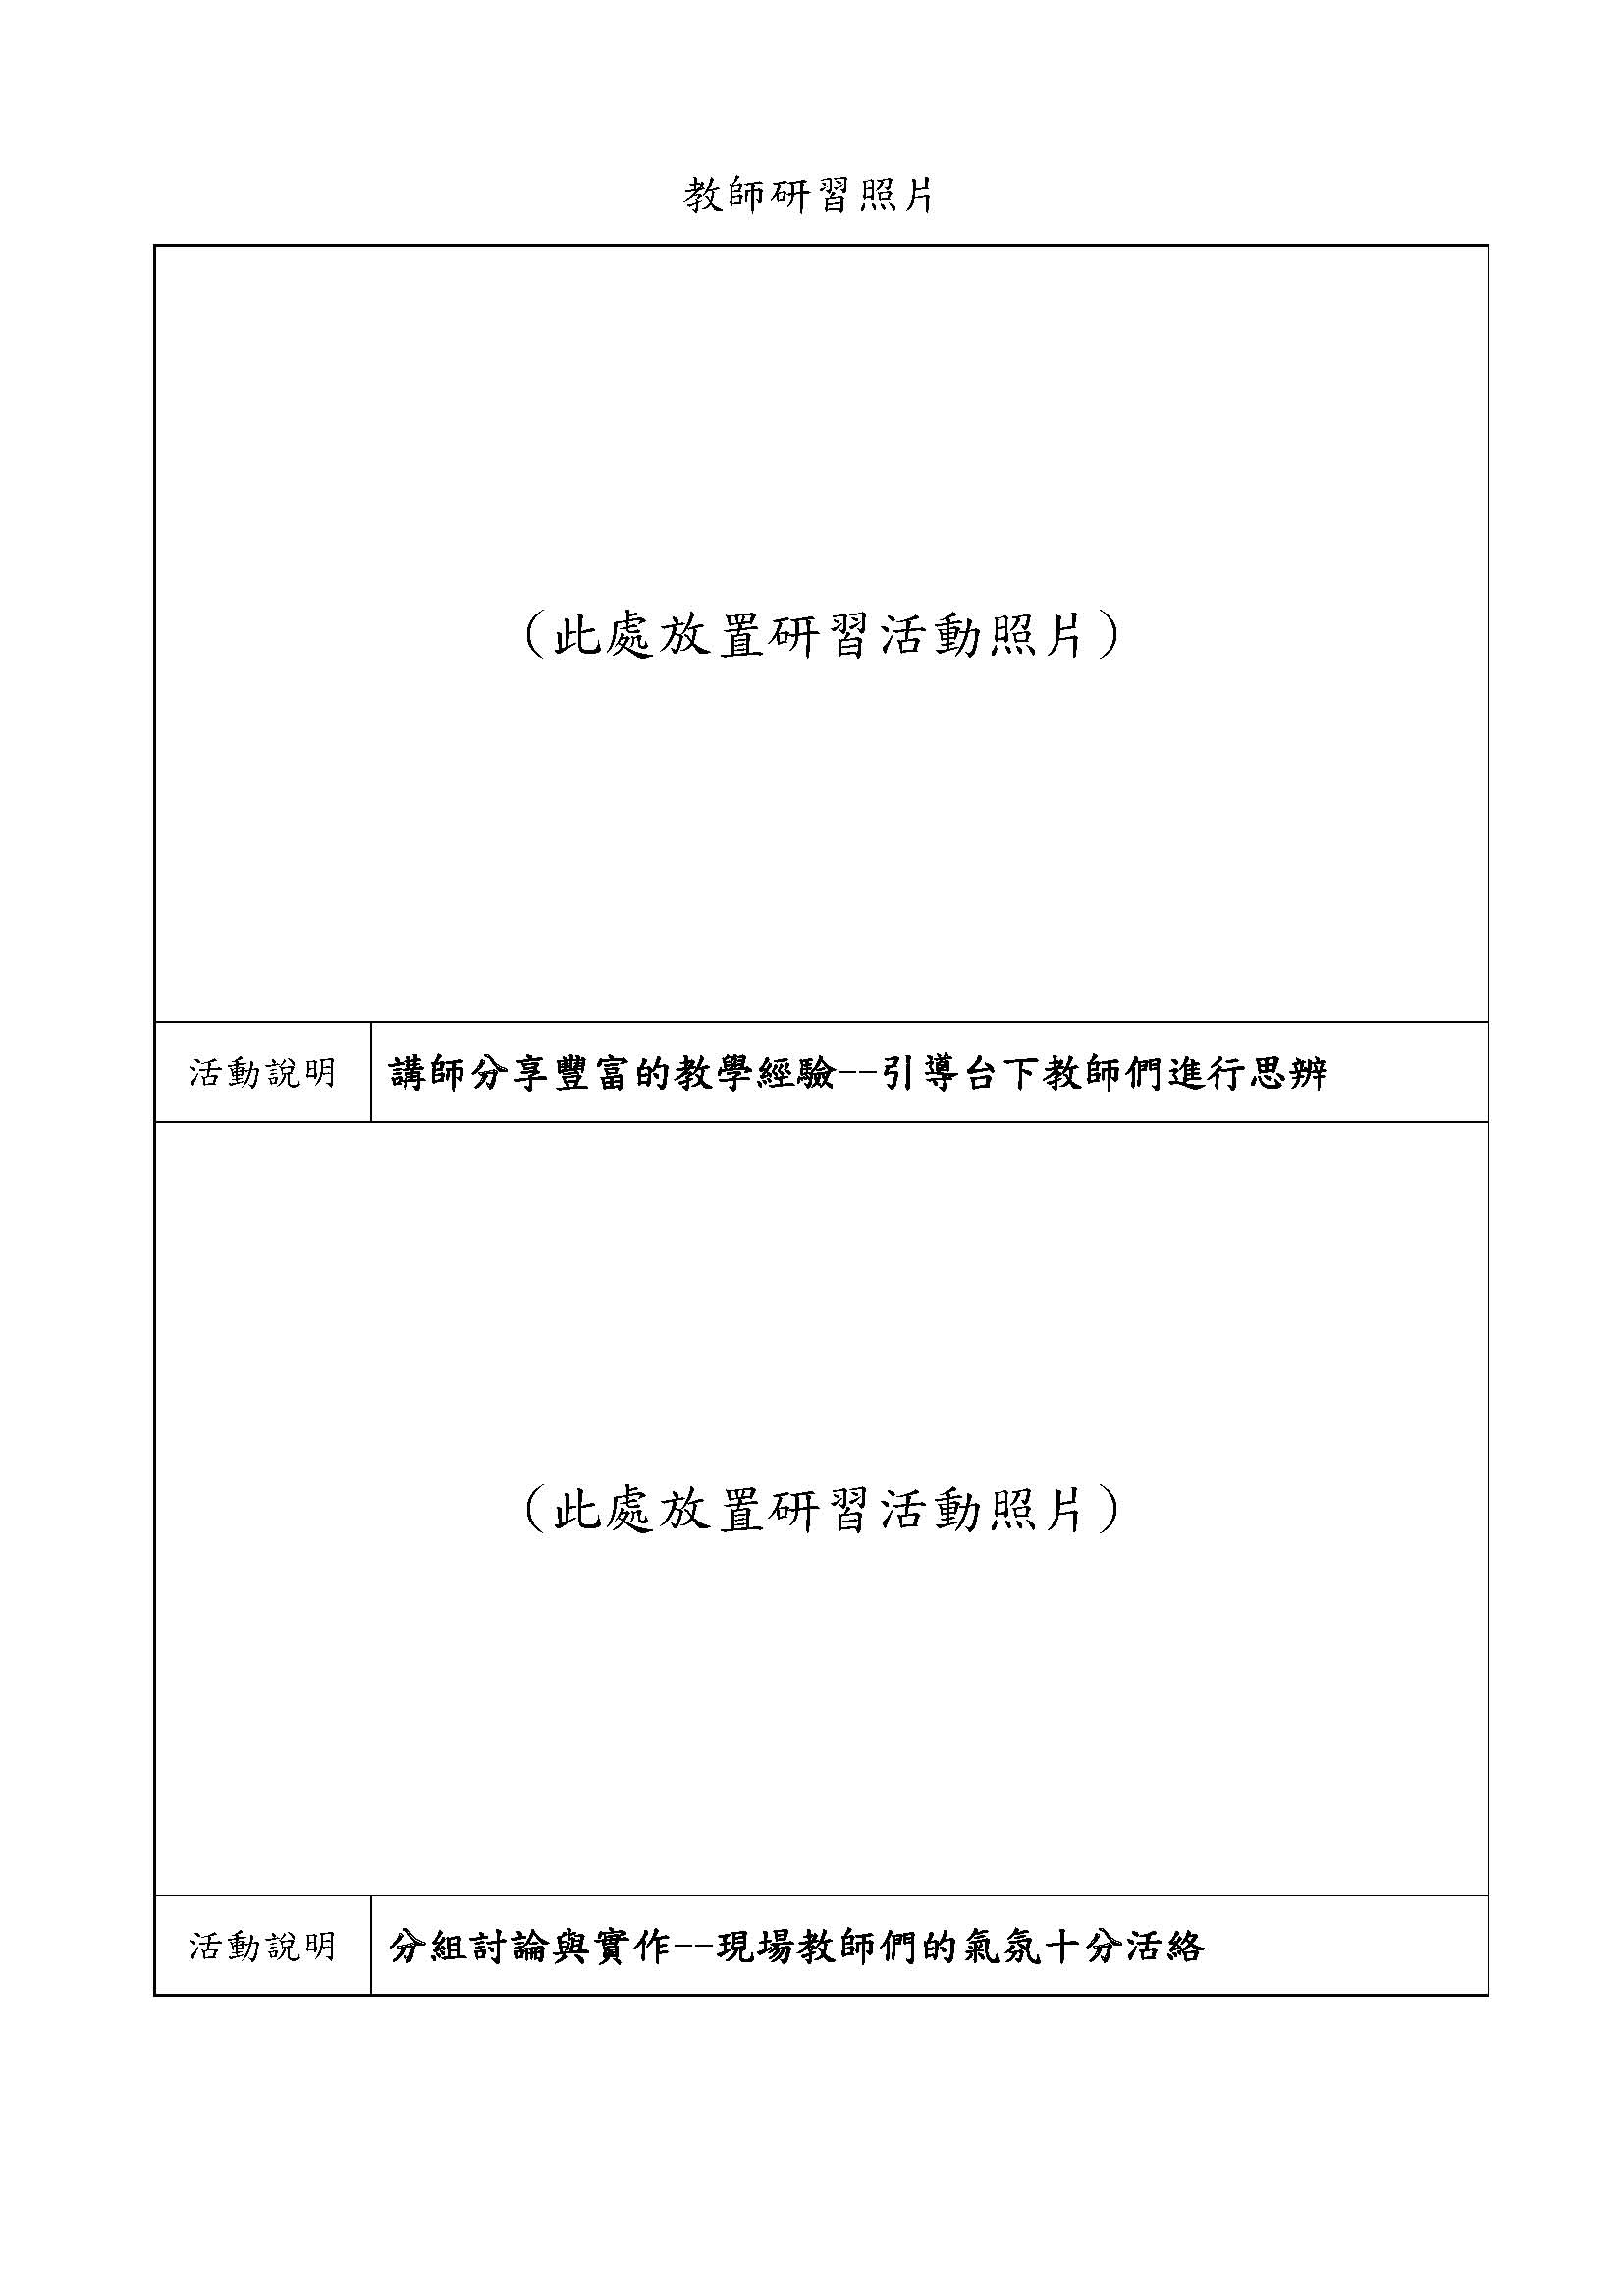 教師研習照片
（此處放置研習活動照片）
活動說明 講師分享豐富的教學經驗--引導台下教師們進行思辨
（此處放置研習活動照片）
活動說明 分組討論與實作--現場教師們的氣氛十分活絡